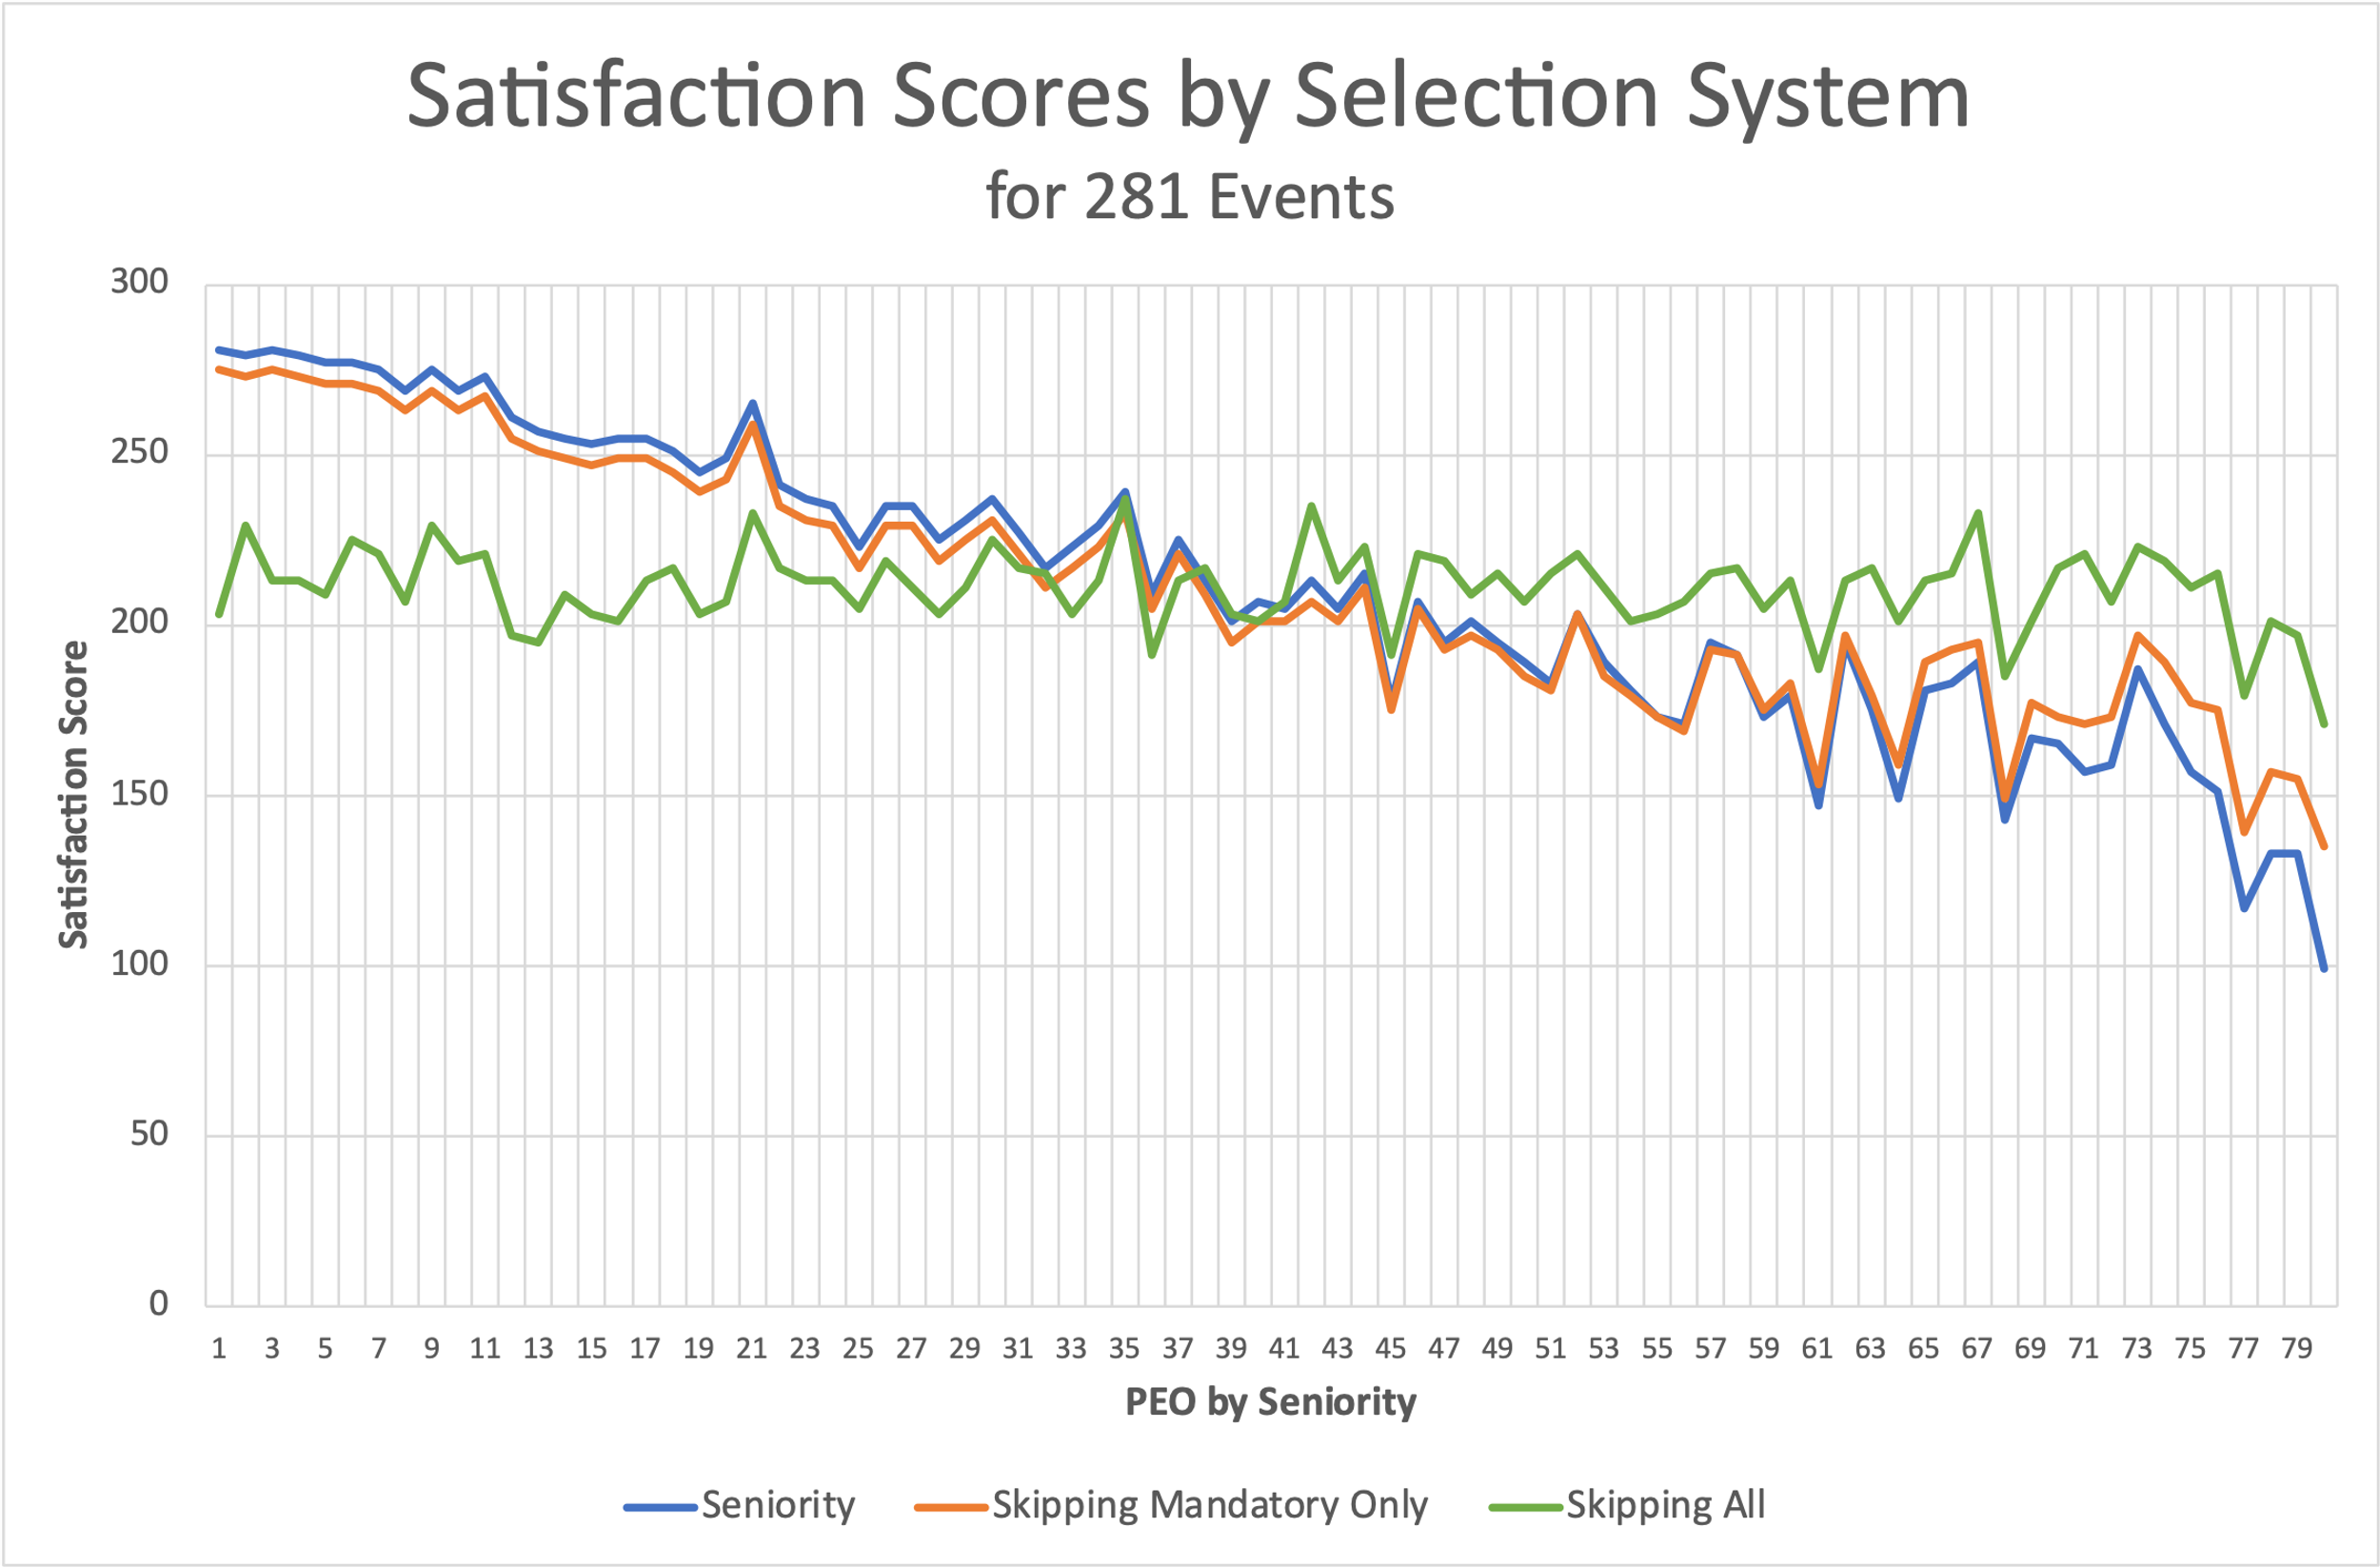 Satisfaction Scores by Selection System
for 281 Events
300
250
200
150
100
50
0
Satisfaction Score
1 3 5 7 9 11 13 15 17 19 21 23 25 27 29 31 33 35 37 39 41 43 45 47 49 51 53 55 57 59 61 63 65 67 69 71 73 75 77 79
PEO by Seniority
Seniority Skipping Mandatory Only Skipping All